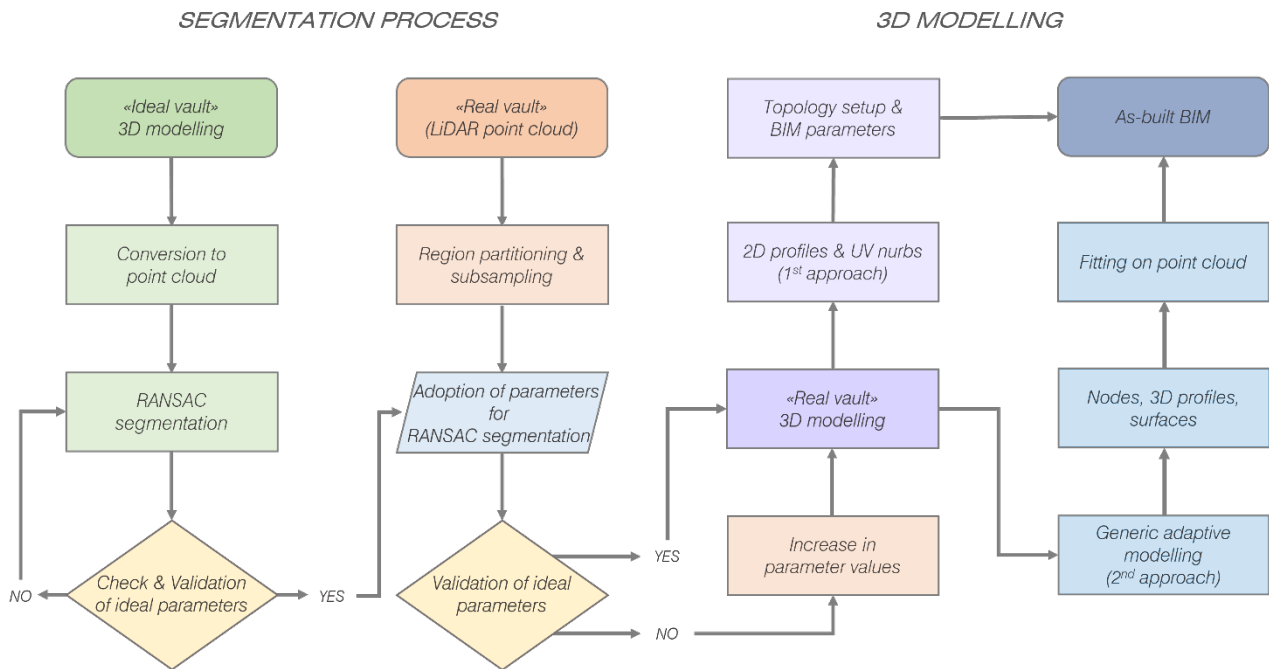 SEGMENTATION PROCESS
3D MODELLING
«Ideal vault»
3D modelling
«Real vault»
(LiDAR point cloud)
Topology setup &
BIM parameters
As-built BIM
Conversion to
point cloud
Region partitioning &
subsampling
2D profiles & UV nurbs
(1st approach)
Fitting on point cloud
RANSAC
segmentation
Adoption of parameters
for
RANSAC segmentation
«Real vault»
3D modelling
Nodes, 3D profiles,
surfaces
Check & Validation
of ideal parameters
NO
YES
Validation of ideal
parameters
YES
NO
Increase in
parameter values
Generic adaptive
modelling
(2nd approach)